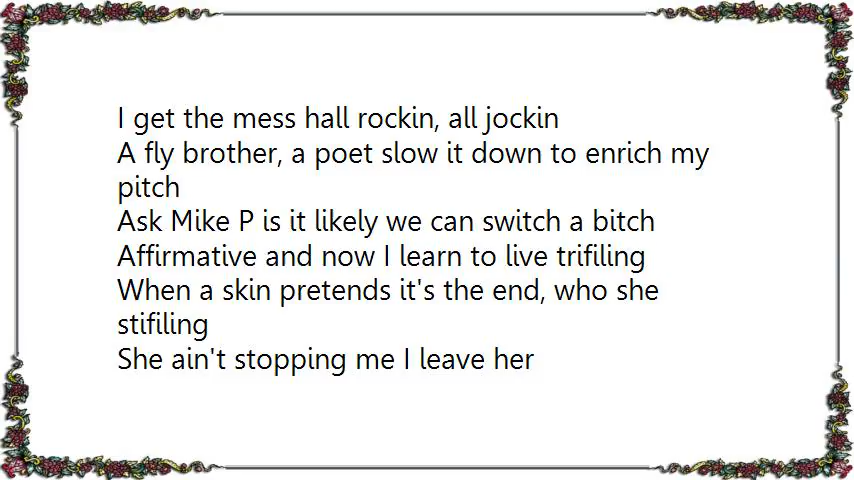 I get the mess hall rockin, all jockin
A fly brother, a poet slow it down to enrich my
pitch
Ask Mike P is it likely we can switch a bitch
Affirmative and now I learn to live trifiling
When a skin pretends it's the end, who she
stifiling
She ain't stopping me I leave her